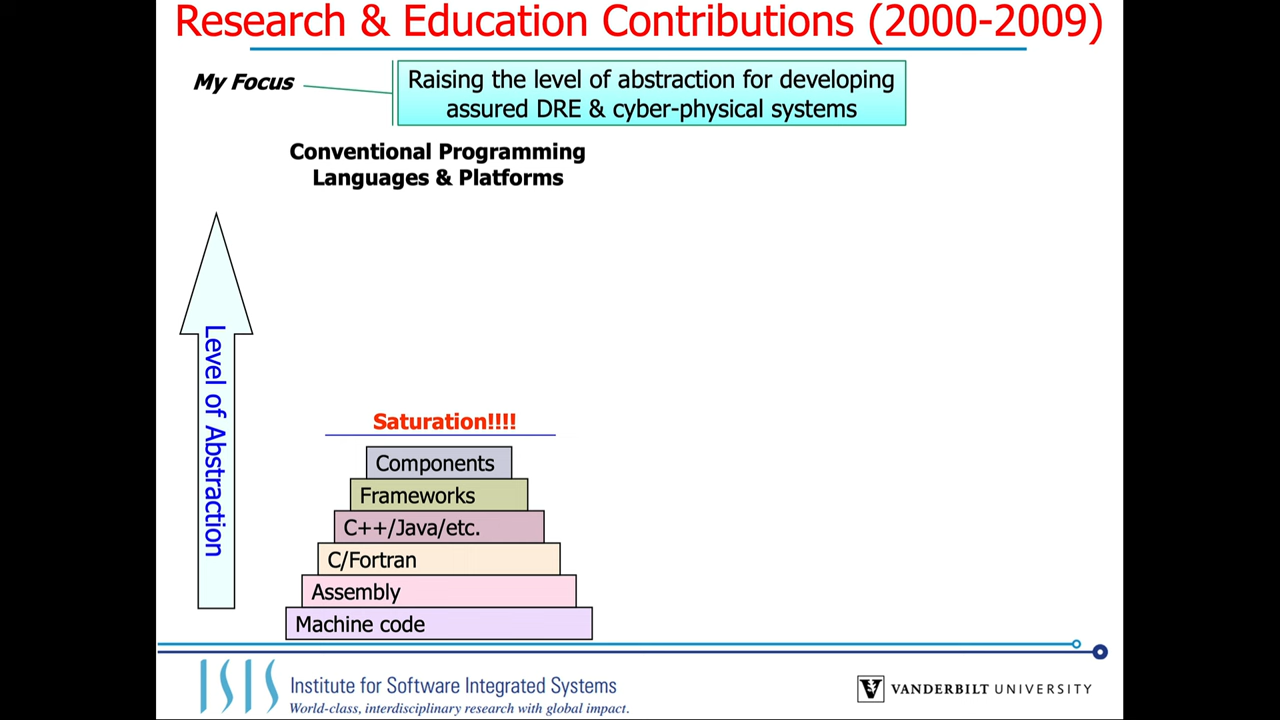 Research & Education Contributions (2000-2009)
My Focus
Raising the level of abstraction for developing
assured DRE & cyber-physical systems
Conventional Programming
Languages & Platforms
Level of Abstraction
Saturation!!!!
Components
Frameworks
C++/Java/etc.
C/Fortran
Assembly
Machine code
ISIS
Institute for Software Integrated Systems
World-class, interdisciplinary research with global impact.
V
VANDERBILT UNIVERSITY